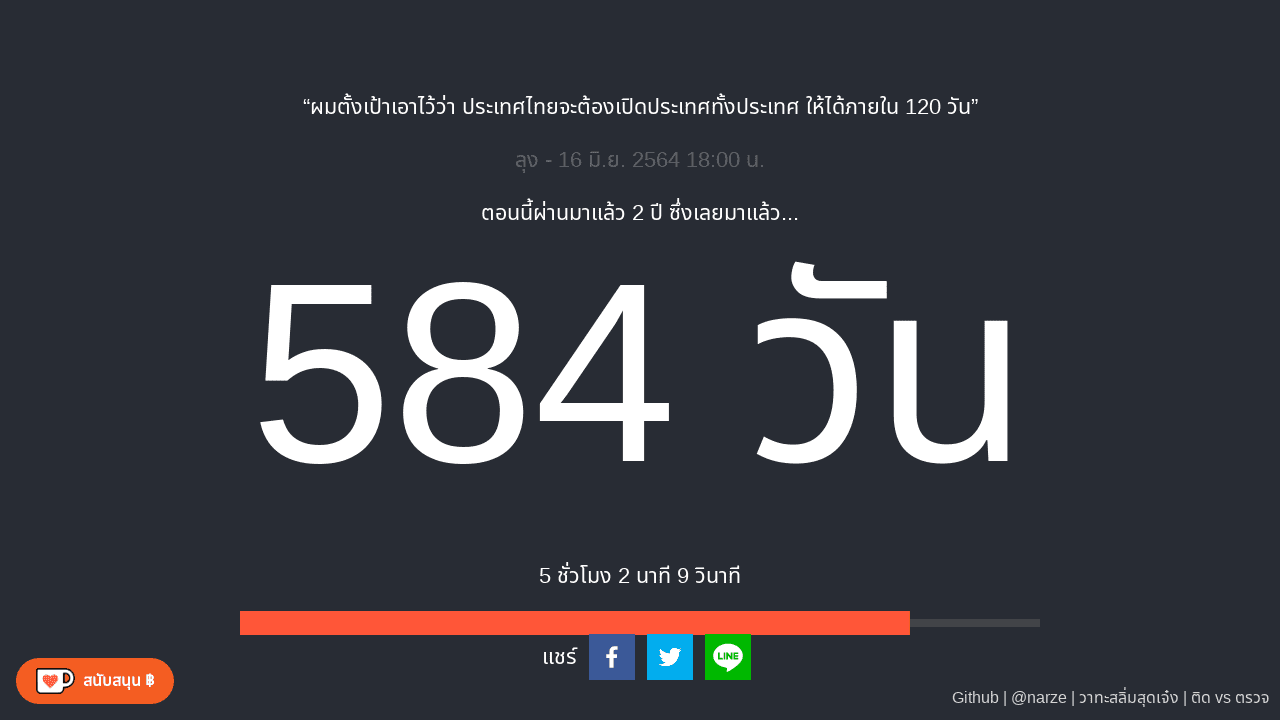 “ผมตั้งเป้าเอาไว้ว่า ประเทศไทยจะต้องเปิดประเทศทั้งประเทศ ให้ได้ภายใน 120 วัน”
ลุง - 16 มิ.ย. 2564 18:00 น.
ตอนนี้ผ่านมาแล้ว 2 ปี ซึ่งเลยมาแล้ว...
584 วัน
5 ชั่วโมง 2 นาที 9 วินาที
แชร์ LINE
สนับสนุน ฿
Github | @narze | วาทะสลิ่มสุดเจ๋ง | ติด vs ตรวจ